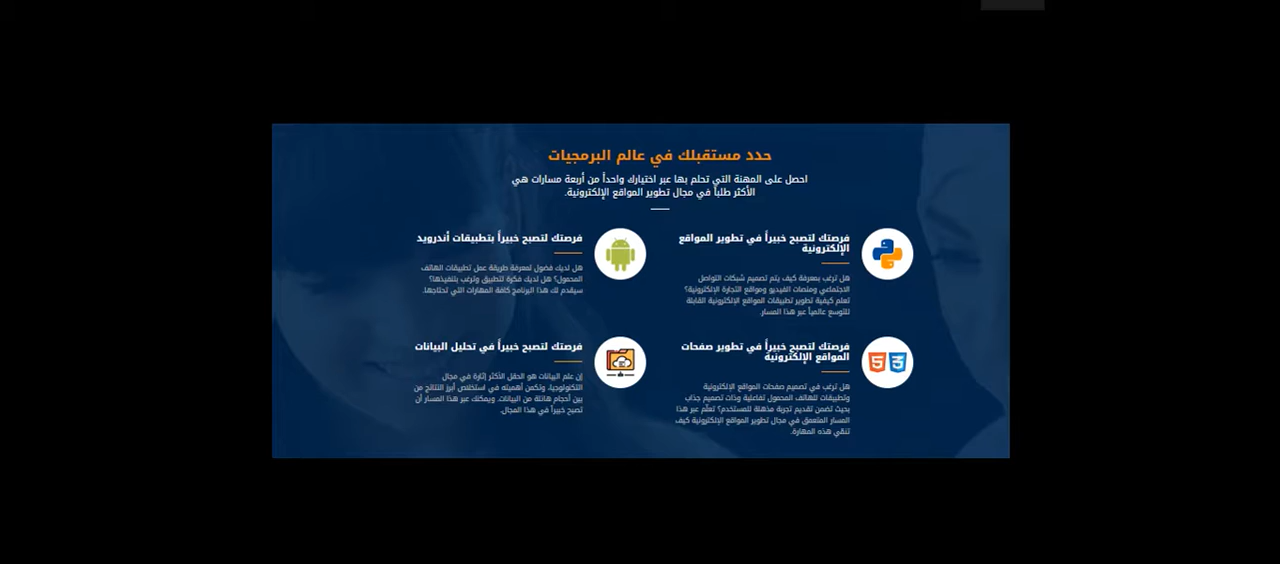 حدد مستقبلك في عالم البرمجيات
احصل على المهنة التي تحلم بها عبر اختيارك واحداً من أربعة مسارات هي
الأكثر طلباً في مجال تطوير المواقع الإلكترونية.
فرصتك لتصبح خبيراً في تطوير المواقع
الإلكترونية
هل ترغب بمعرفة كيف يتم تصميم شبكات التواصل
الاجتماعي ومنصات الفيديو ومواقع التجارة الإلكترونية؟
تعلم كيفية تطوير تطبيقات المواقع الإلكترونية القابلة
للتوسع عالمياً عبر هذا المسار.
فرصتك لتصبح خبيراً بتطبيقات أندرويد
هل لديك فضول لمعرفة طريقة عمل تطبيقات الهاتف
المحمول؟ هل لديك فكرة لتطبيق وترغب بتنفيذها؟
سيقدم لك هذا البرنامج كافة المهارات التي تحتاجها.
فرصتك لتصبح خبيراً في تطوير صفحات
المواقع الإلكترونية
هل ترغب في تصميم صفحات المواقع الإلكترونية
وتطبيقات للهاتف المحمول تفاعلية وذات تصميم جذاب
بحيث تضمن تقديم تجربة مذهلة للمستخدم؟ تعلّم عبر هذا
المسار المتعمق في مجال تطوير المواقع الإلكترونية كيف
تتقن هذه المهارة.
فرصتك لتصبح خبيراً في تحليل البيانات
إن علم البيانات هو الحقل الأكثر إثارة في مجال
التكنولوجيا، وتكمن أهميته في استخلاص أبرز النتائج من
بين أحجام هائلة من البيانات. ويمكنك عبر هذا المسار أن
تصبح خبيراً في هذا المجال.